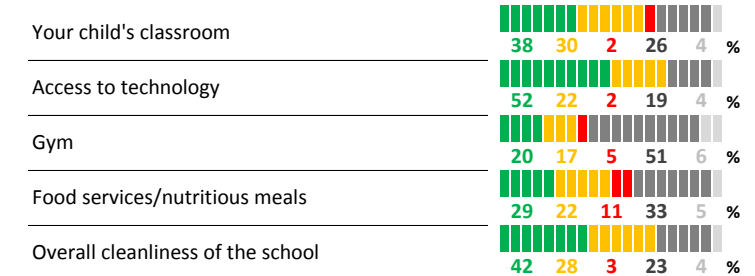 Your child's classroom
38 30 2 26 4 %
Access to technology
52 22 2 19 4 %
Gym
20 17 5 51 6 %
Food services/nutritious meals
29 22 11 33 5 %
Overall cleanliness of the school
42 28 3 23 4 %